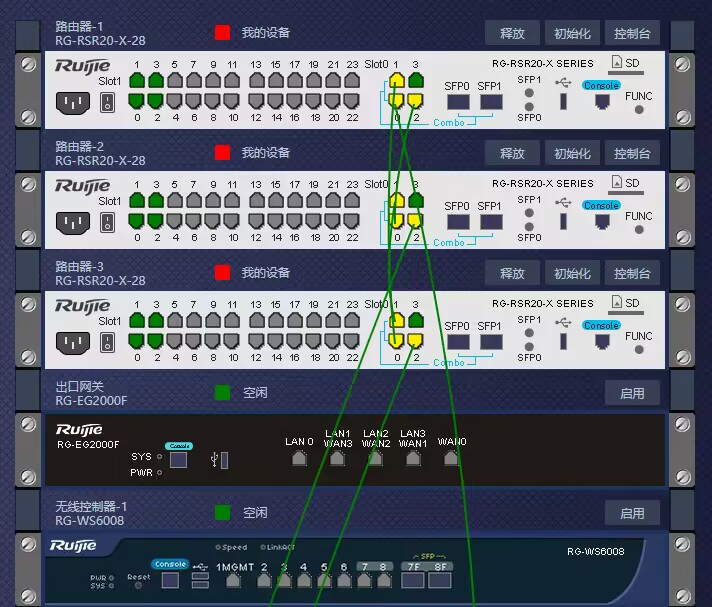 路由器-1
RG-RSR20-X-28
我的设备
释放 初始化 控制台
Ruijie
Slot1
1 3 5 7 9 11 13 15 17 19 21 23
0 2 4 6 8 10 12 14 16 18 20 22
Slot0 1 3
0 2
Combo
SFP0 SFP1
RG-RSR20-X SERIES
SD
SFP1
SFP0
Console
FUNC
路由器-2
RG-RSR20-X-28
我的设备
释放 初始化 控制台
Ruijie
Slot1
1 3 5 7 9 11 13 15 17 19 21 23
0 2 4 6 8 10 12 14 16 18 20 22
Slot0 1 3
0 2
Combo
SFP0 SFP1
RG-RSR20-X SERIES
SD
SFP1
SFP0
Console
FUNC
路由器-3
RG-RSR20-X-28
我的设备
释放 初始化 控制台
Ruijie
Slot1
1 3 5 7 9 11 13 15 17 19 21 23
0 2 4 6 8 10 12 14 16 18 20 22
Slot0 1 3
0 2
Combo
SFP0 SFP1
RG-RSR20-X SERIES
SD
SFP1
SFP0
Console
FUNC
出口网关
RG-EG2000F
空闲
启用
Ruijie
RG-EG2000F
SYS
PWR
Console
LAN 0
LAN1 LAN2 LAN3
WAN3 WAN2 WAN1 WAN0
无线控制器-1
RG-WS6008
空闲
启用
Ruijie
Speed Link/ACT
RG-WS6008
PWR
SYS
Reset
Console
1MGMT 2 3 4 5 6 7 8
SFP
7F 8F